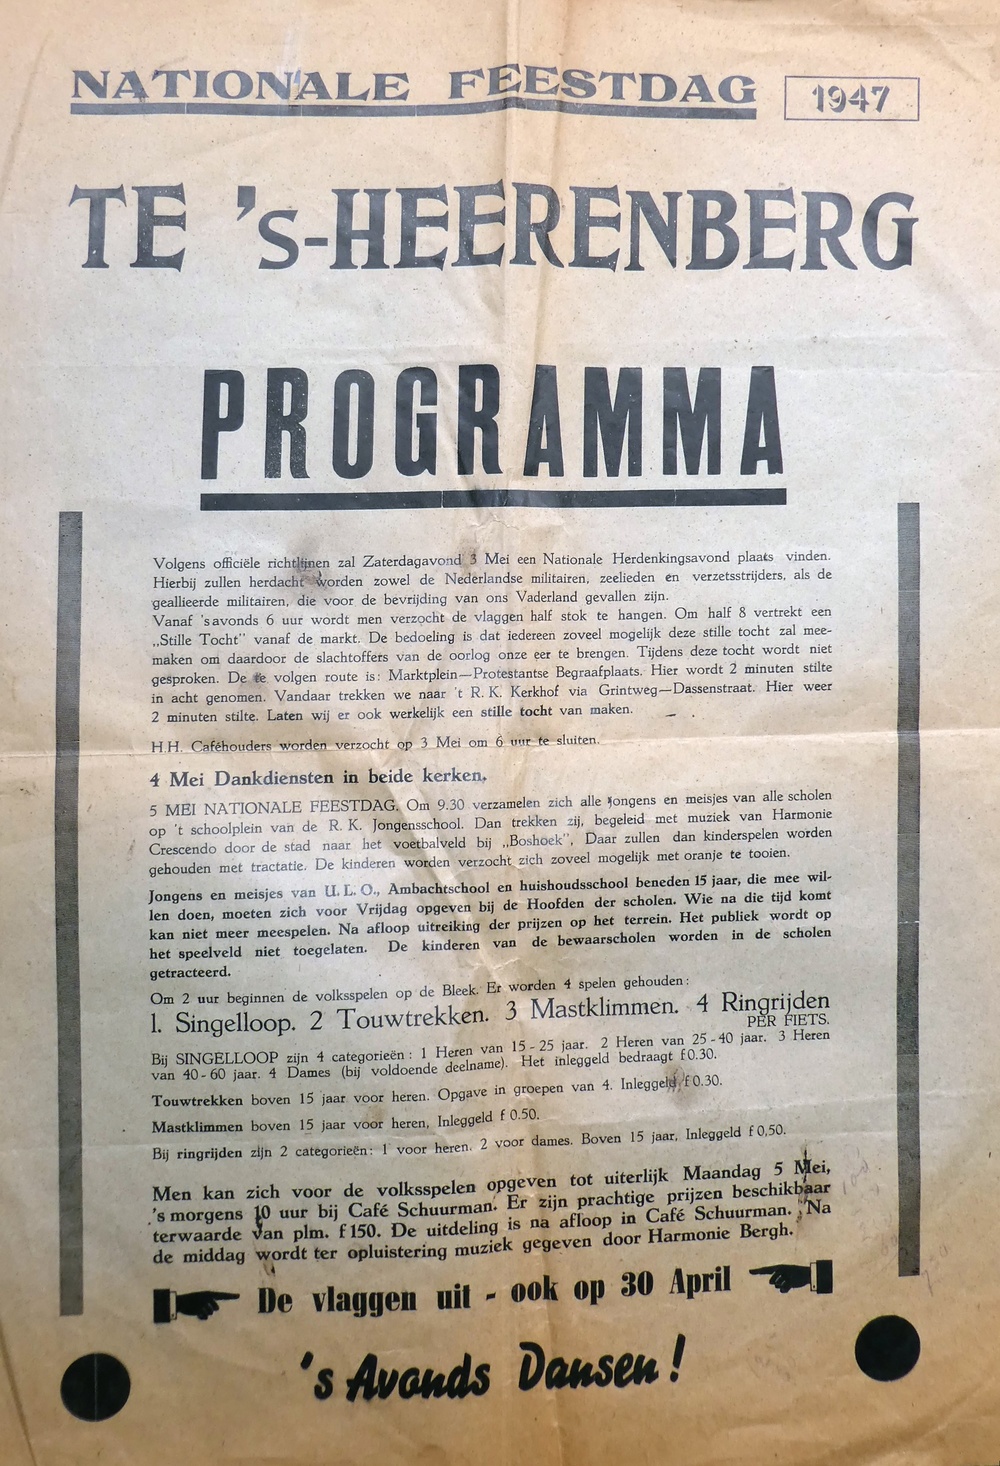 NATIONALE FEESTDAG 1947
TE 's-HEERENBERG
PROGRAMMA
Volgens officiële richtlijnen zal Zaterdagavond 3 Mei een Nationale Herdenkingsavond plaats vinden.
Hierbij zullen herdacht worden zowel de Nederlandse militairen, zeelieden en verzetsstrijders, als de
geallieerde militairen, die voor de bevrijding van ons Vaderland gevallen zijn.
Vanaf 's avonds 6 uur wordt men verzocht de vlaggen half stok te hangen. Om half 8 vertrekt een
„Stille Tocht” vanaf de markt. De bedoeling is dat iedereen zoveel mogelijk deze stille tocht zal mee-
maken om daardoor de slachtoffers van de oorlog onze eer te brengen. Tijdens deze tocht wordt niet
gesproken. De te volgen route is: Marktplein—Protestantse Begraafplaats. Hier wordt 2 minuten stilte
in acht genomen. Vandaar trekken we naar 't R. K. Kerkhof via Grintweg—Dassenstraat. Hier weer
2 minuten stilte. Laten wij er ook werkelijk een stille tocht van maken.
H.H. Caféhouders worden verzocht op 3 Mei om 6 uur te sluiten.
4 Mei Dankdiensten in beide kerken.
5 MEI NATIONALE FEESTDAG. Om 9.30 verzamelen zich alle jongens en meisjes van alle scholen
op 't schoolplein van de R. K. Jongensschool. Dan trekken zij, begeleid met muziek van Harmonie
Crescendo door de stad naar het voetbalveld bij „Boshoek”, Daar zullen dan kinderspelen worden
gehouden met tractatie. De kinderen worden verzocht zich zoveel mogelijk met oranje te tooien.
Jongens en meisjes van U. L. O., Ambachtschool en huishoudsschool beneden 15 jaar, die mee wil-
len doen, moeten zich voor Vrijdag opgeven bij de Hoofden der scholen. Wie na die tijd komt
kan niet meer meespelen. Na afloop uitreiking der prijzen op het terrein. Het publiek wordt op
het speelveld niet toegelaten. De kinderen van de bewaarscholen worden in de scholen
getracteerd.
Om 2 uur beginnen de volksspelen op de Bleek. Er worden 4 spelen gehouden:
1. Singelloop. 2 Touwtrekken. 3 Mastklimmen. 4 Ringrijden
PER FIETS.
Bij SINGELLOOP zijn 4 categorieën: 1 Heren van 15 - 25 jaar. 2 Heren van 25 - 40 jaar. 3 Heren
van 40 - 60 jaar. 4 Dames (bij voldoende deelname). Het inleggeld bedraagt f 0.30.
Touwtrekken boven 15 jaar voor heren. Opgave in groepen van 4. Inleggeld f 0.30.
Mastklimmen boven 15 jaar voor heren, Inleggeld f 0.50.
Bij ringrijden zijn 2 categorieën: 1 voor heren. 2 voor dames. Boven 15 jaar, Inleggeld f 0,50.
Men kan zich voor de volksspelen opgeven tot uiterlijk Maandag 5 Mei,
's morgens 10 uur bij Café Schuurman. Er zijn prachtige prijzen beschikbaar
terwaarde van plm. f 150. De uitdeling is na afloop in Café Schuurman. Na
de middag wordt ter opluistering muziek gegeven door Harmonie Bergh.
De vlaggen uit - ook op 30 April
's Avonds Dansen!